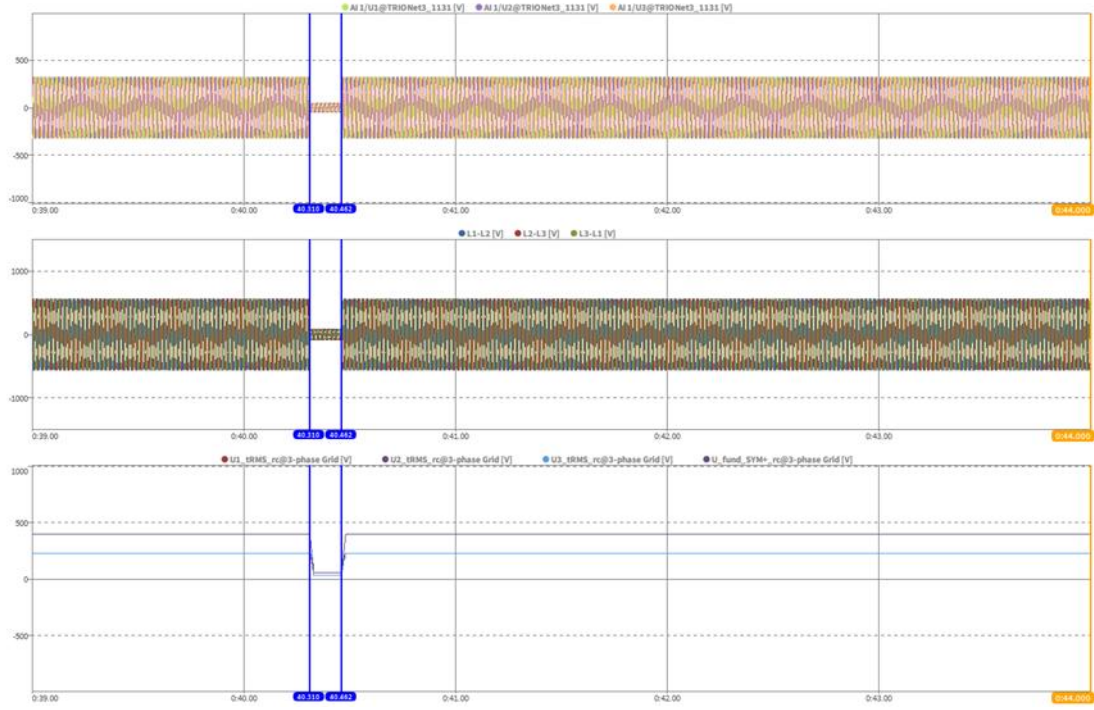 AI 1/U1@TRIONet3_1131 [V] AI 1/U2@TRIONet3_1131 [V] AI 1/U3@TRIONet3_1131 [V]
500
0
-500
-1000
0:39.00 0:40.00 40.310 40.462 0:41.00 0:42.00 0:43.00 0:44.000
L1-L2 [V] L2-L3 [V] L3-L1 [V]
1000
0
-1000
0:39.00 0:40.00 40.310 40.462 0:41.00 0:42.00 0:43.00 0:44.000
U1_tRMS_rc@3-phase Grid [V] U2_tRMS_rc@3-phase Grid [V] U3_tRMS_rc@3-phase Grid [V] U_fund_SYM+_rc@3-phase Grid [V]
1000
500
0
-500
0:39.00 0:40.00 40.310 40.462 0:41.00 0:42.00 0:43.00 0:44.000